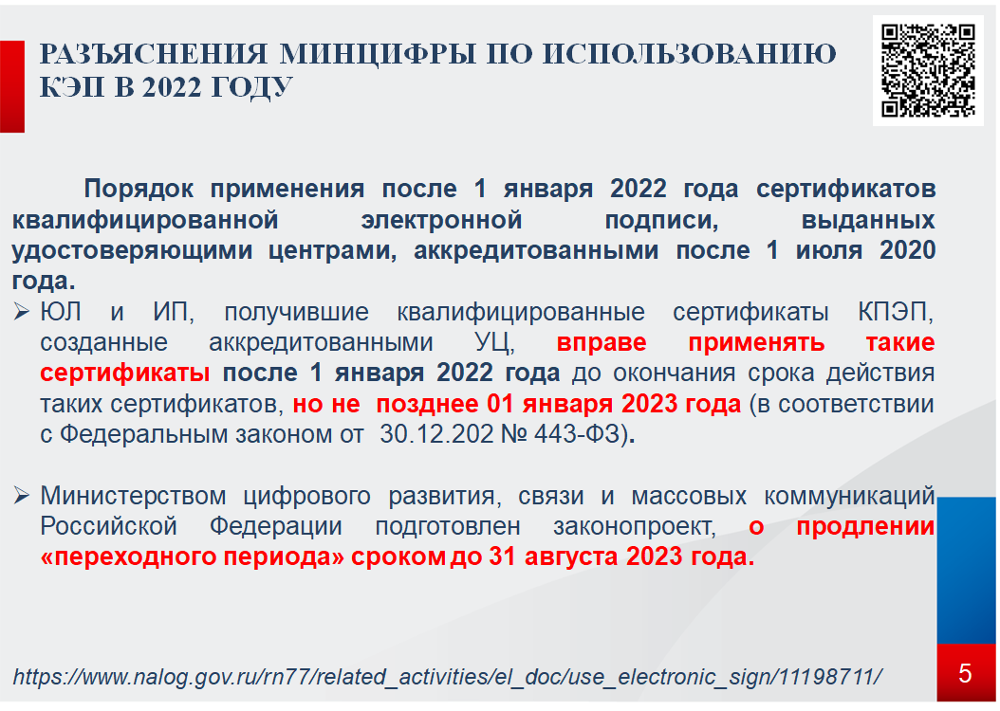 РАЗЪЯСНЕНИЯ МИНЦИФРЫ ПО ИСПОЛЬЗОВАНИЮ
КЭП В 2022 ГОДУ
Порядок применения после 1 января 2022 года сертификатов
квалифицированной электронной подписи, выданных
удостоверяющими центрами, аккредитованными после 1 июля 2020
года.
➢ ЮЛ и ИП, получившие квалифицированные сертификаты КПЭП,
созданные аккредитованными УЦ, вправе применять такие
сертификаты после 1 января 2022 года до окончания срока действия
таких сертификатов, но не позднее 01 января 2023 года (в соответствии
с Федеральным законом от 30.12.202 № 443-ФЗ).
➢ Министерством цифрового развития, связи и массовых коммуникаций
Российской Федерации подготовлен законопроект, о продлении
«переходного периода» сроком до 31 августа 2023 года.
https://www.nalog.gov.ru/rn77/related_activities/el_doc/use_electronic_sign/11198711/
5